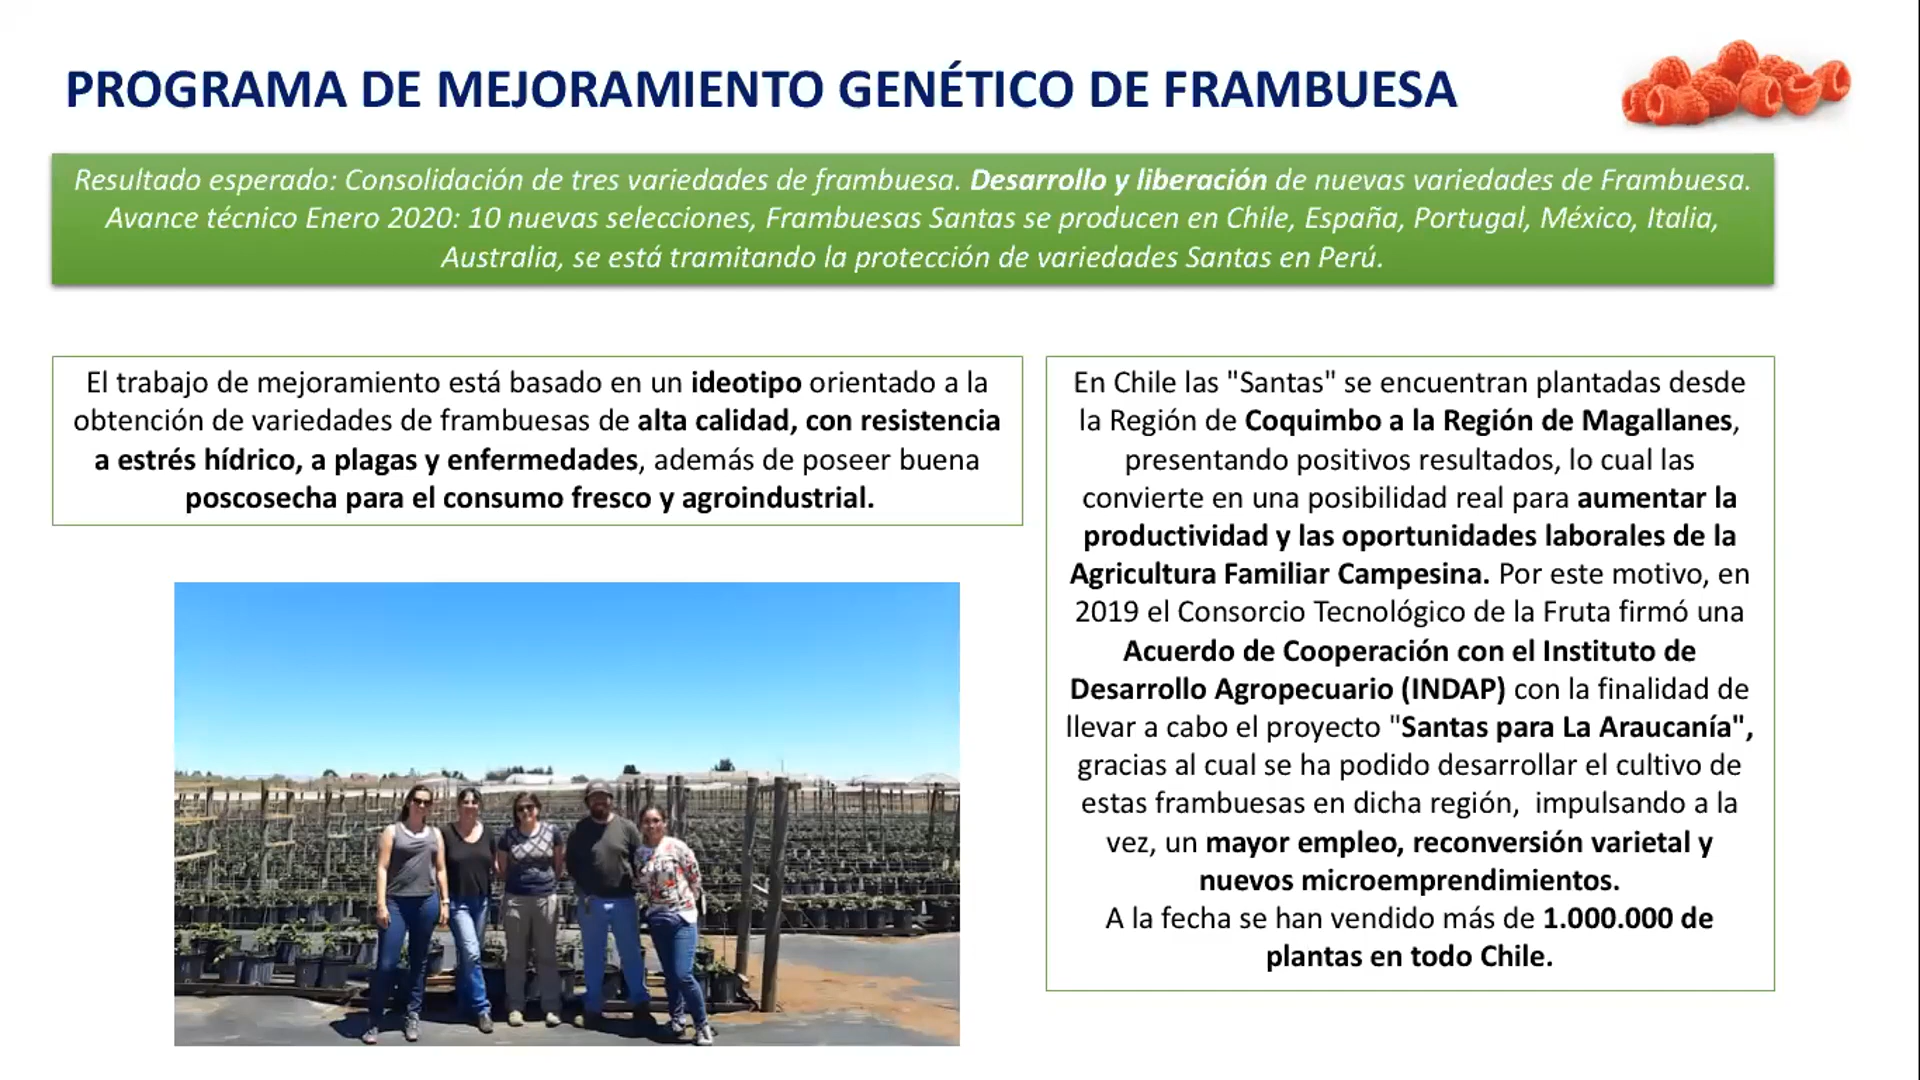 PROGRAMA DE MEJORAMIENTO GENÉTICO DE FRAMBUESA
Resultado esperado: Consolidación de tres variedades de frambuesa. Desarrollo y liberación de nuevas variedades de Frambuesa.
Avance técnico Enero 2020: 10 nuevas selecciones, Frambuesas Santas se producen en Chile, España, Portugal, México, Italia,
Australia, se está tramitando la protección de variedades Santas en Perú.
El trabajo de mejoramiento está basado en un ideotipo orientado a la
obtención de variedades de frambuesas de alta calidad, con resistencia
a estrés hídrico, a plagas y enfermedades, además de poseer buena
poscosecha para el consumo fresco y agroindustrial.
En Chile las "Santas" se encuentran plantadas desde
la Región de Coquimbo a la Región de Magallanes,
presentando positivos resultados, lo cual las
convierte en una posibilidad real para aumentar la
productividad y las oportunidades laborales de la
Agricultura Familiar Campesina. Por este motivo, en
2019 el Consorcio Tecnológico de la Fruta firmó una
Acuerdo de Cooperación con el Instituto de
Desarrollo Agropecuario (INDAP) con la finalidad de
llevar a cabo el proyecto "Santas para La Araucanía",
gracias al cual se ha podido desarrollar el cultivo de
estas frambuesas en dicha región, impulsando a la
vez, un mayor empleo, reconversión varietal y
nuevos microemprendimientos.
A la fecha se han vendido más de 1.000.000 de
plantas en todo Chile.